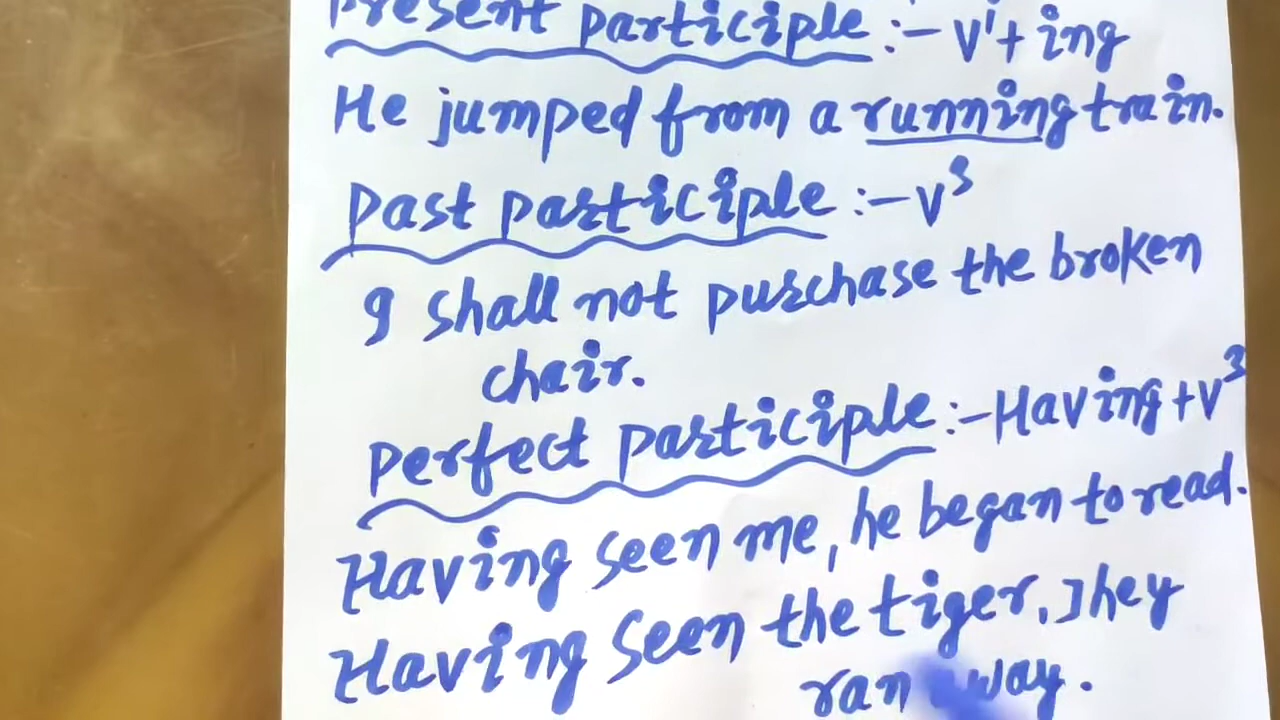 Present participle :- V¹+ ing
He jumped from a running train.
Past participle :- V³
I shall not purchase the broken
chair.
Perfect participle :- Having + V³
Having seen me, he began to read.
Having seen the tiger, They
ran away.